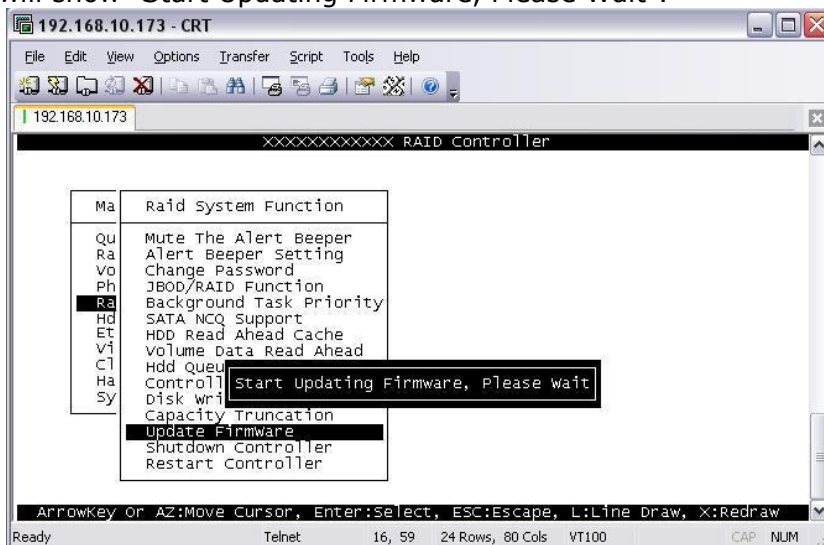 will show "Start Updating Firmware, Please Wait".
192.168.10.173 - CRT
File Edit View Options Transfer Script Tools Help
192.168.10.173
XXXXXXXXXXXX RAID Controller
Ma Raid System Function
Qu Mute The Alert Beeper
Ra Alert Beeper Setting
Vo Change Password
Ph JBOD/RAID Function
Ra Background Task Priority
Hd SATA NCQ Support
Et HDD Read Ahead Cache
Vi Volume Data Read Ahead
Cl Hdd Queu
Ha Controll Start Updating Firmware, Please Wait
Sy Disk Wri
Capacity Truncation
Update FirmWare
Shutdown Controller
Restart Controller
ArrowKey Or AZ:Move Cursor, Enter:Select, ESC:Escape, L:Line Draw, X:Redraw
Ready Telnet 16, 59 24 Rows, 80 Cols VT100 CAP NUM